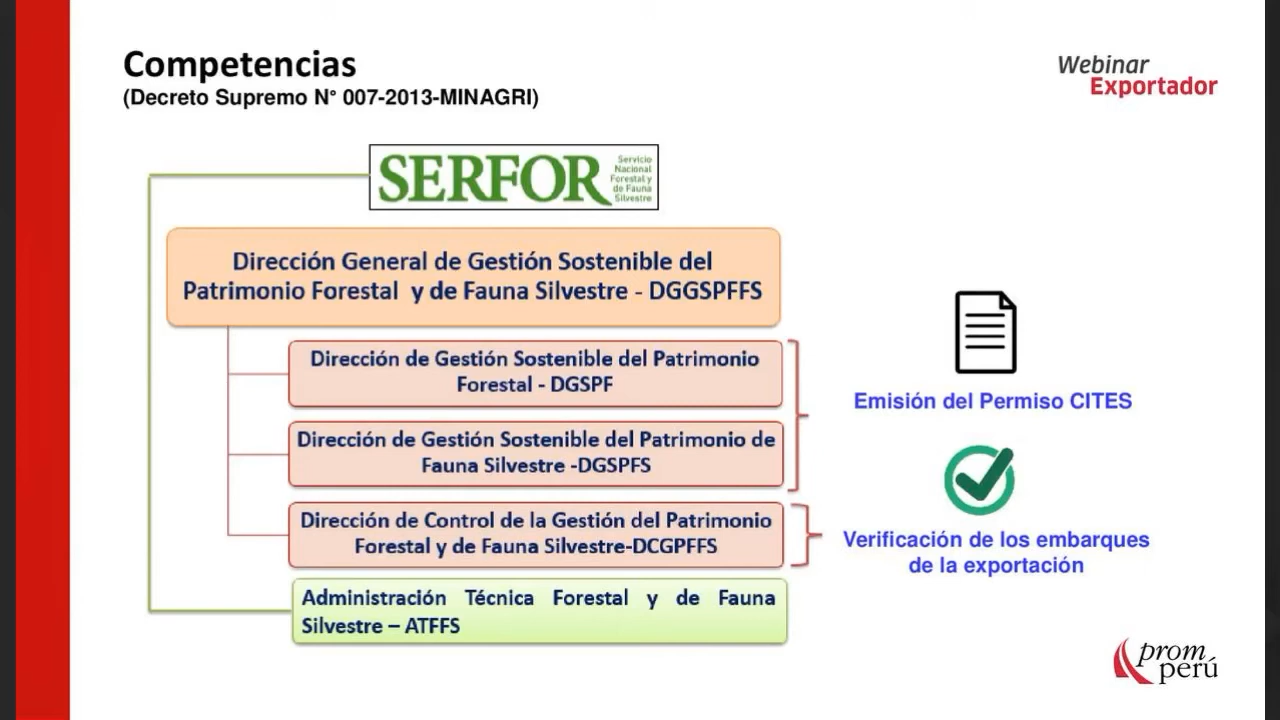 Competencias
(Decreto Supremo N° 007-2013-MINAGRI)
Webinar
Exportador
SERFOR
Servicio
Nacional
Forestal y
de Fauna
Silvestre
Dirección General de Gestión Sostenible del
Patrimonio Forestal y de Fauna Silvestre - DGGSPFFS
Dirección de Gestión Sostenible del Patrimonio
Forestal - DGSPF
Dirección de Gestión Sostenible del Patrimonio de
Fauna Silvestre -DGSPFS
Emisión del Permiso CITES
Dirección de Control de la Gestión del Patrimonio
Forestal y de Fauna Silvestre-DCGPFFS
Verificación de los embarques
de la exportación
Administración Técnica Forestal y de Fauna
Silvestre – ATFFS
prom
perú